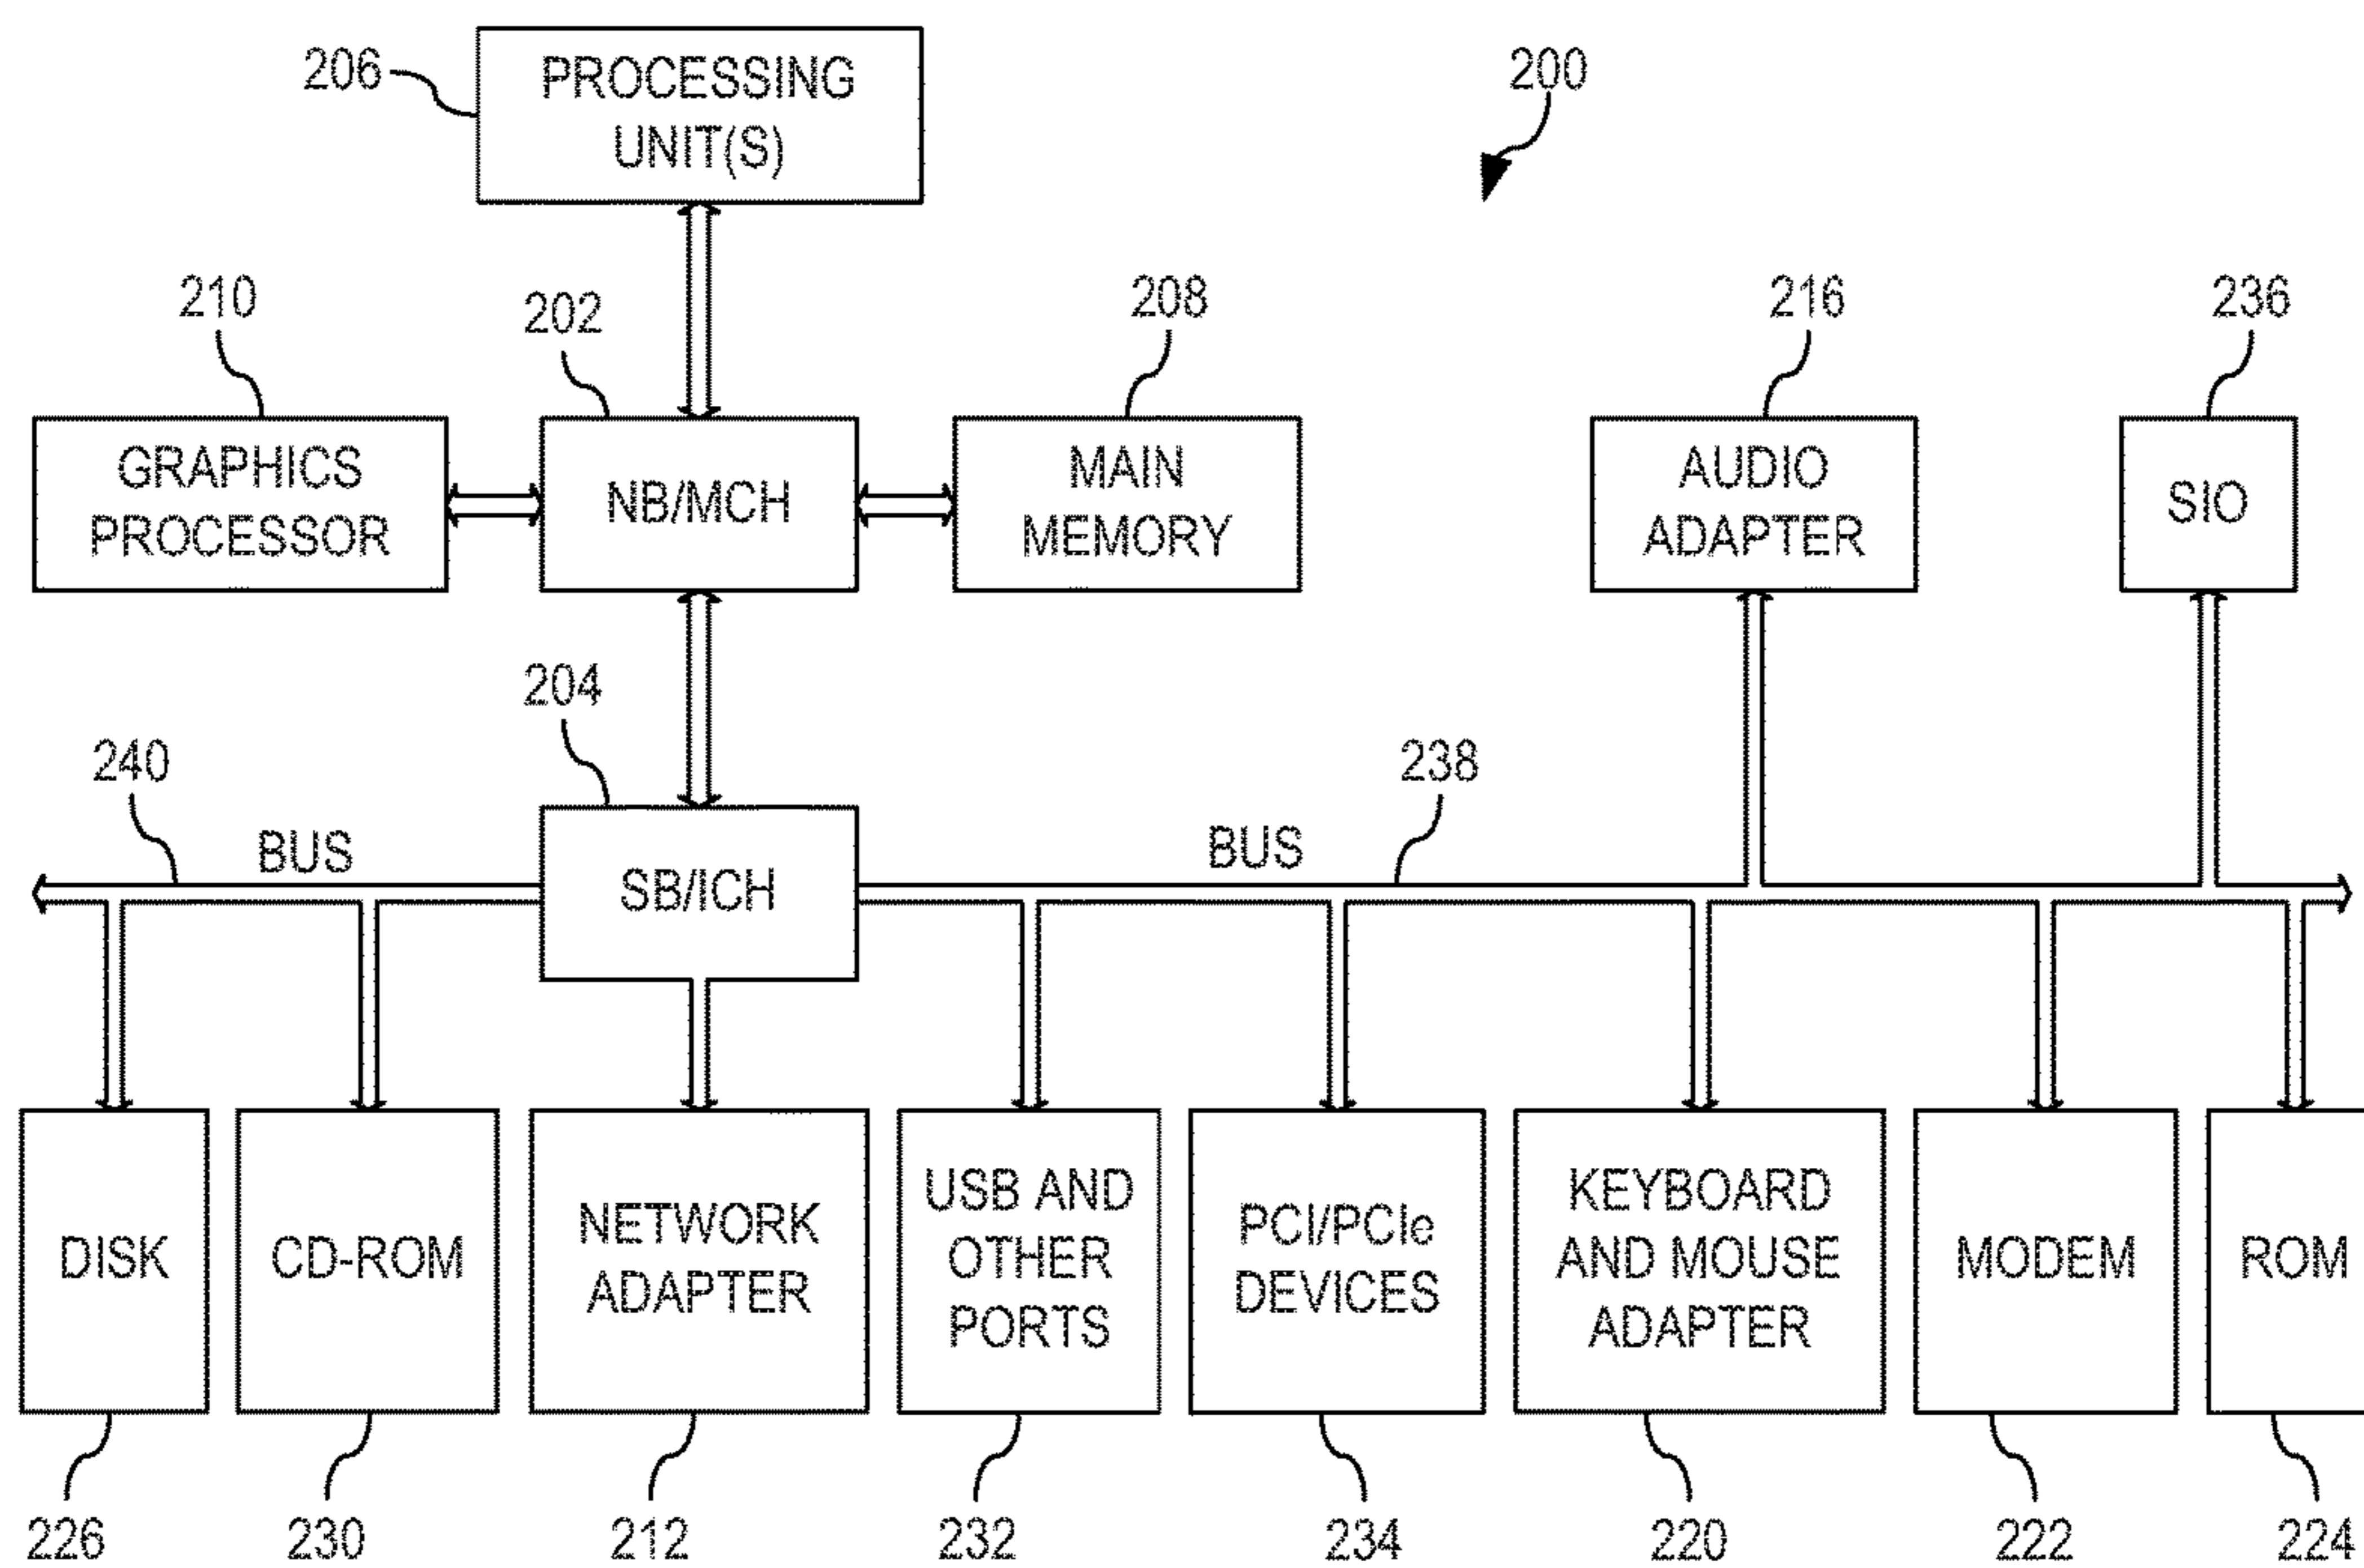 206
PROCESSING
UNIT(S)
200
210
202
208
216
236
GRAPHICS
PROCESSOR
NB/MCH
MAIN
MEMORY
AUDIO
ADAPTER
SIO
204
240
BUS
SB/ICH
BUS
238
DISK
CD-ROM
NETWORK
ADAPTER
USB AND
OTHER
PORTS
PCI/PCIe
DEVICES
KEYBOARD
AND MOUSE
ADAPTER
MODEM
ROM
226
230
212
232
234
220
222
224